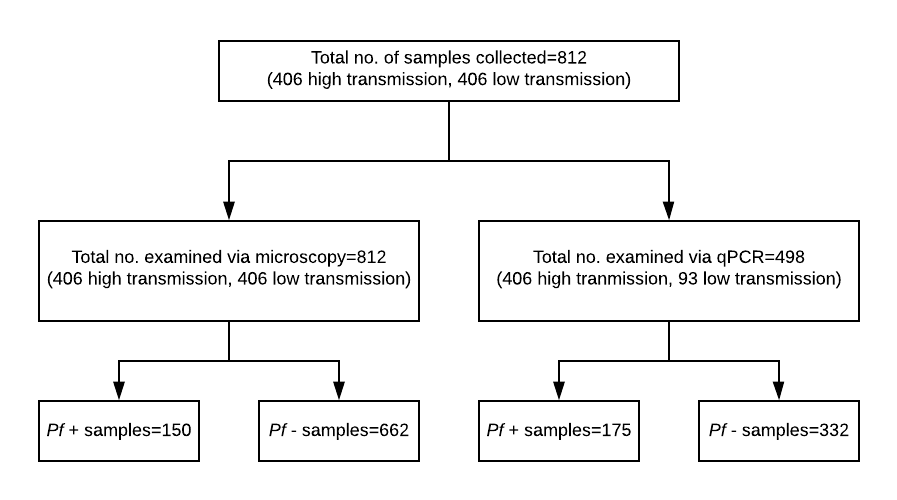 Total no. of samples collected=812
(406 high transmission, 406 low transmission)
Total no. examined via microscopy=812
(406 high transmission, 406 low transmission)
Total no. examined via qPCR=498
(406 high tranmission, 93 low transmission)
Pf + samples=150
Pf - samples=662
Pf + samples=175
Pf - samples=332